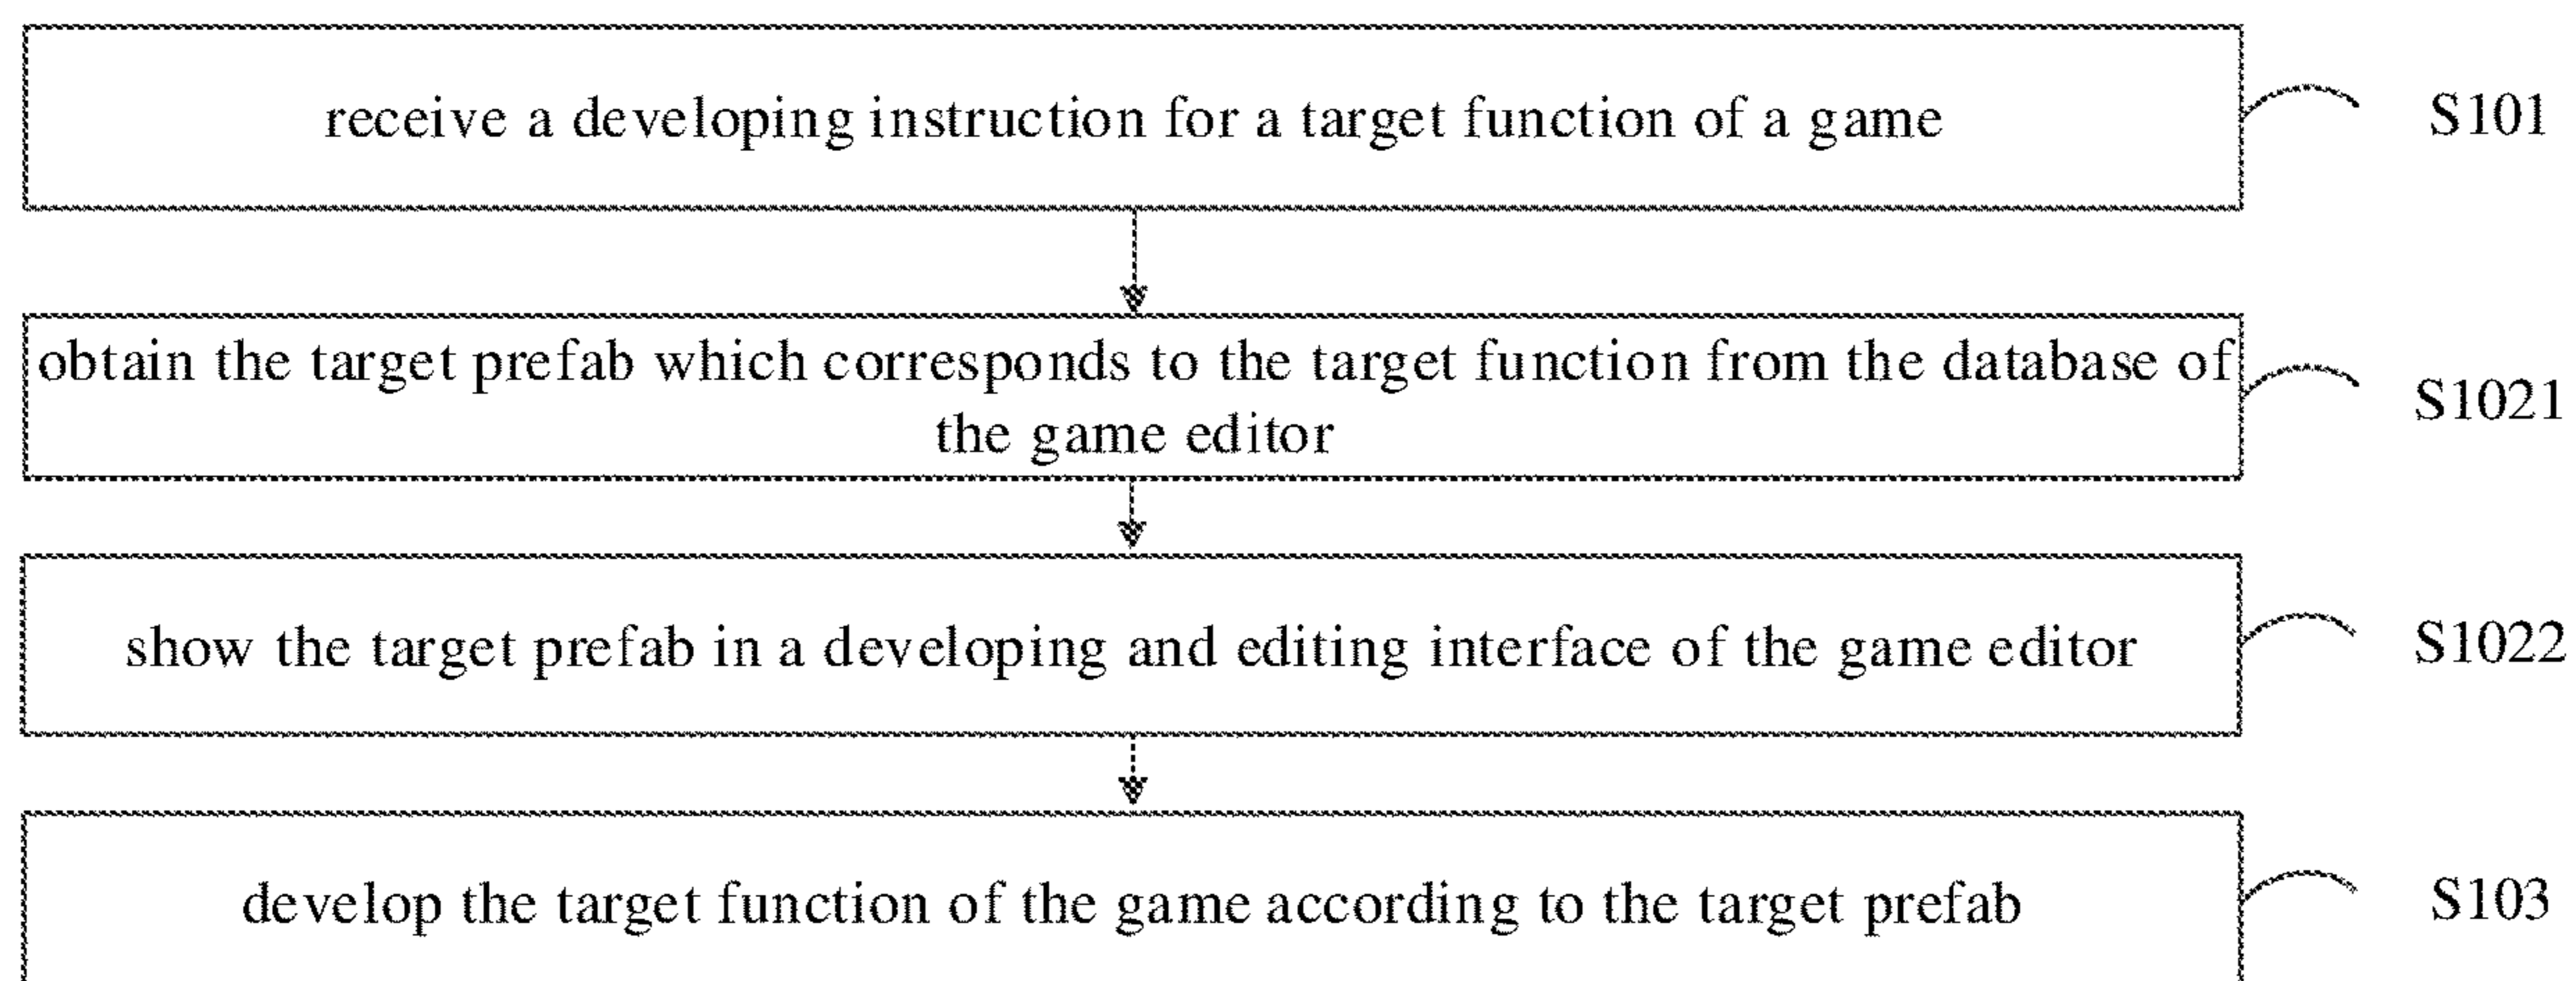 receive a developing instruction for a target function of a game
S101
obtain the target prefab which corresponds to the target function from the database of
the game editor
S1021
show the target prefab in a developing and editing interface of the game editor
S1022
develop the target function of the game according to the target prefab
S103